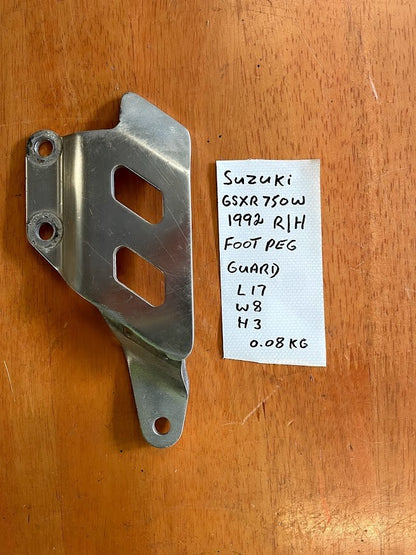 SUZUKI
GSXR750W
1992 R/H
FOOT PEG
GUARD
L17
W8
H3
0.08KG